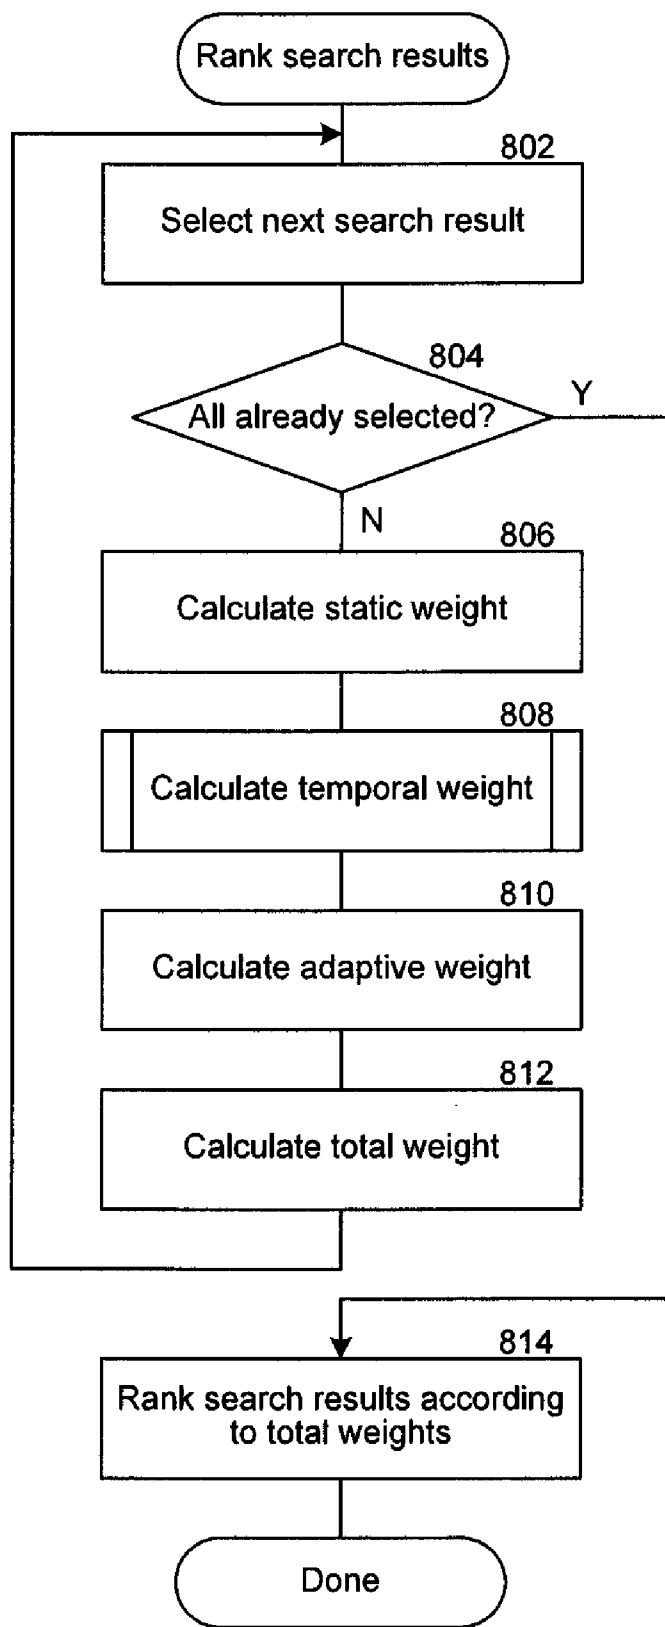 Rank search results
802
Select next search result
804
All already selected?
Y
N
806
Calculate static weight
808
Calculate temporal weight
810
Calculate adaptive weight
812
Calculate total weight
814
Rank search results according
to total weights
Done